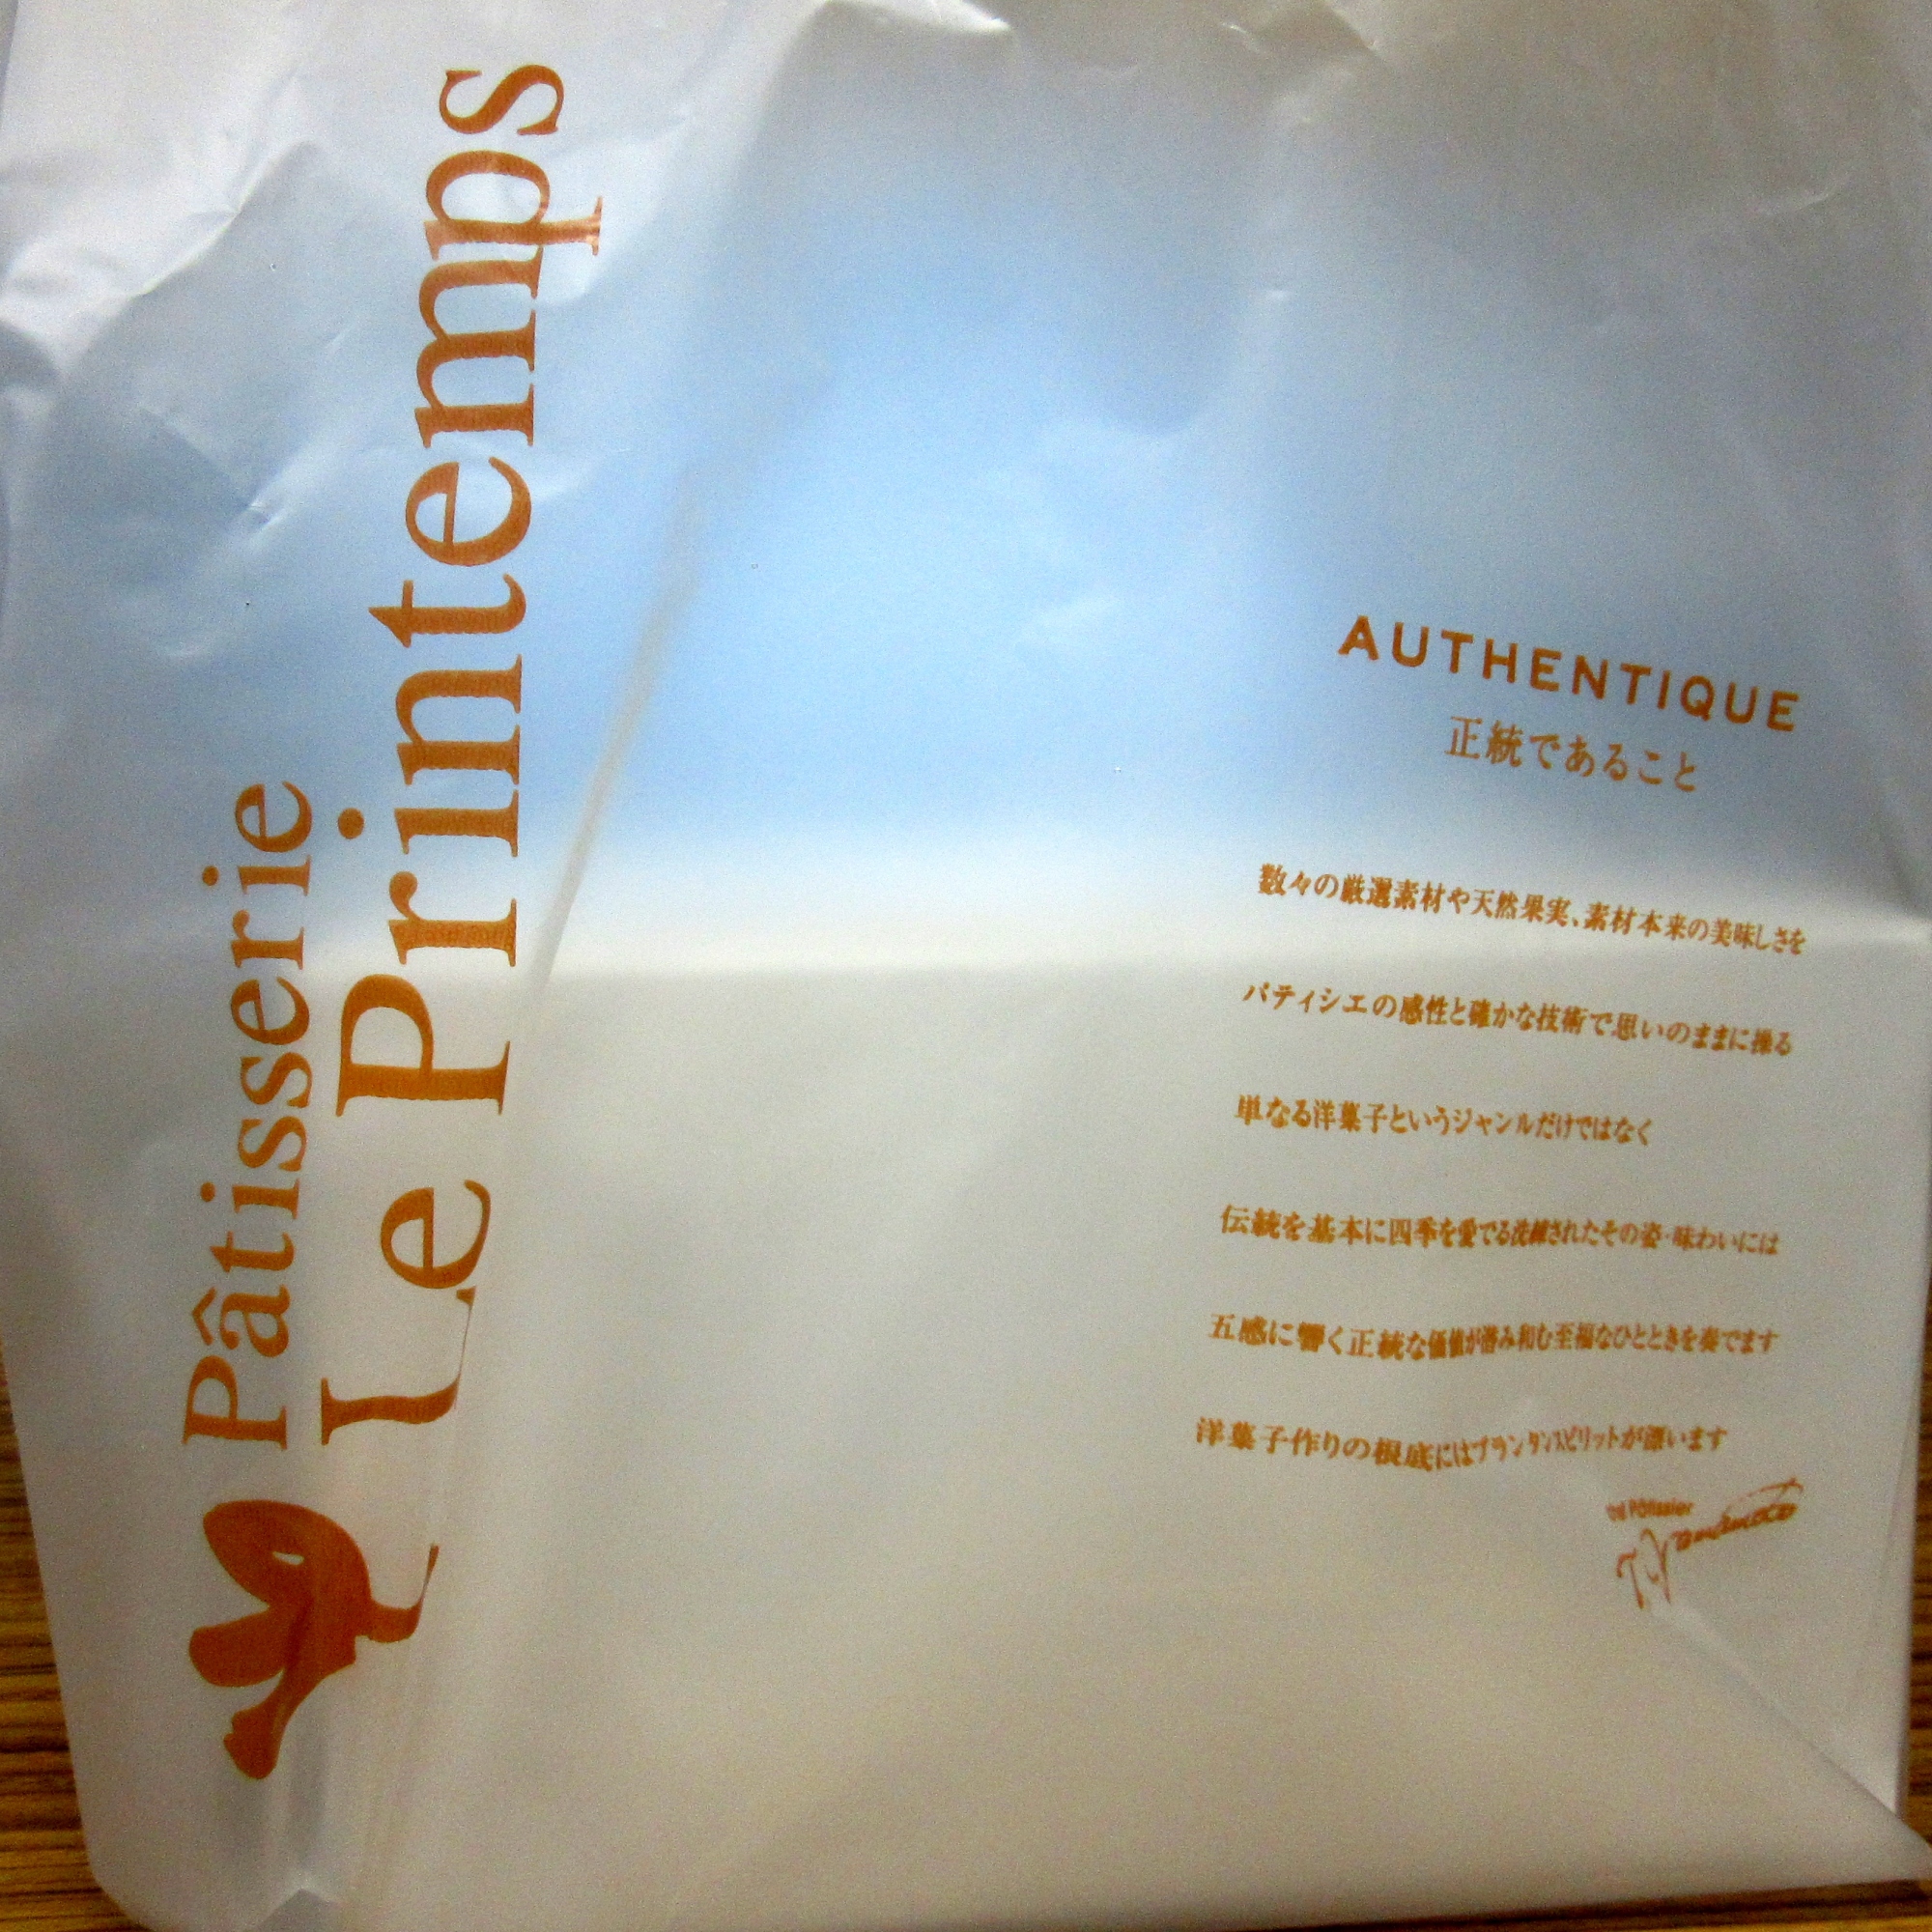 Pâtisserie
Le Printemps
AUTHENTIQUE
正統であること
数々の厳選素材や天然果実、素材本来の美味しさを
パティシエの感性と確かな技術で思いのままに操る
単なる洋菓子というジャンルだけではなく
伝統を基本に四季を愛でる洗練されたその姿・味わいには
五感に響く正統な価値が潜み和む至福なひとときを奏でます
洋菓子作りの根底にはプランタンスピリットが漂います
Pâtissier